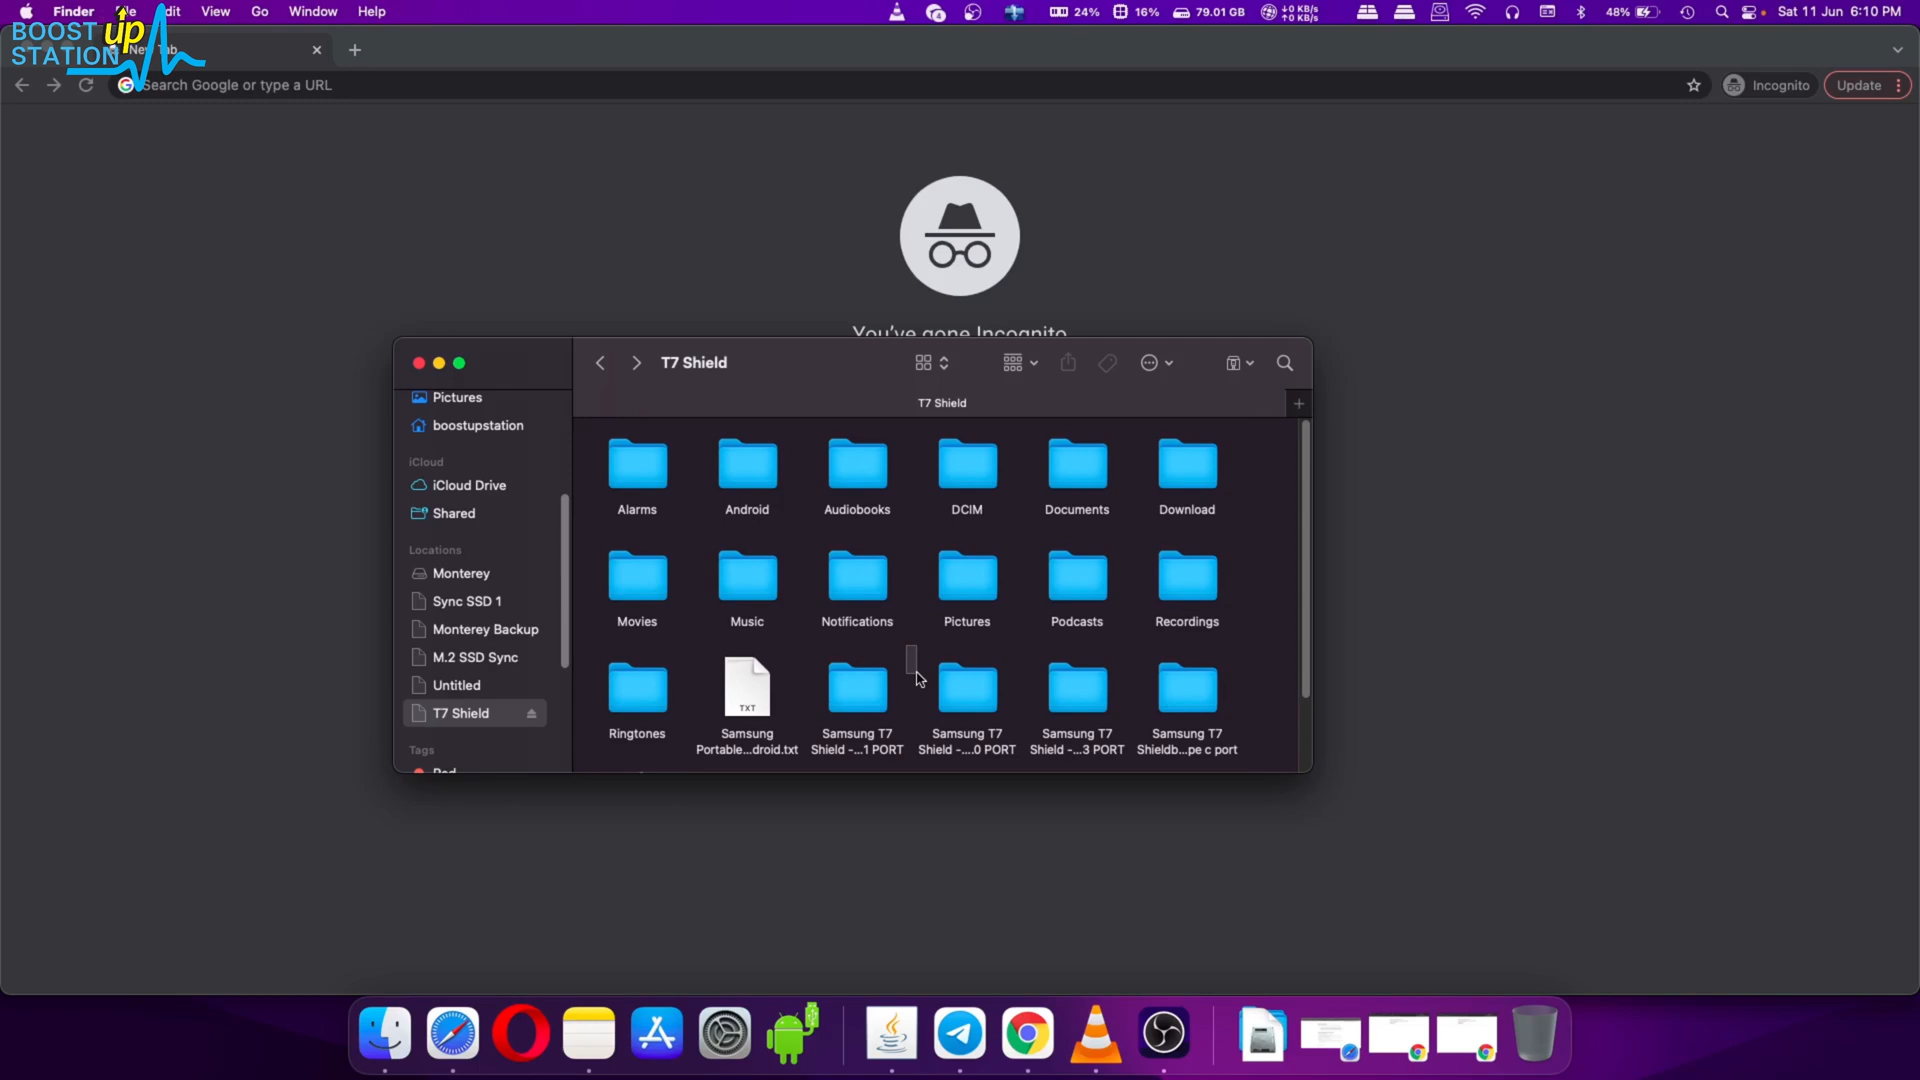 Finder
View
Go
Window
Help
24%
16%
79.01 GB
↓0 KB/s
↑0 KB/s
48%
Sat 11 Jun 6:10 PM
BOOST up
STATION
Search Google or type a URL
Incognito
Update
You've gone Incognito
T7 Shield
T7 Shield
Pictures
boostupstation
iCloud
iCloud Drive
Shared
Locations
Monterey
Sync SSD 1
Monterey Backup
M.2 SSD Sync
Untitled
T7 Shield
Tags
Alarms
Android
Audiobooks
DCIM
Documents
Download
Movies
Music
Notifications
Pictures
Podcasts
Recordings
TXT
Ringtones
Samsung
Portable...droid.txt
Samsung T7
Shield -...1 PORT
Samsung T7
Shield -....0 PORT
Samsung T7
Shield -...3 PORT
Samsung T7
Shieldb...pe c port